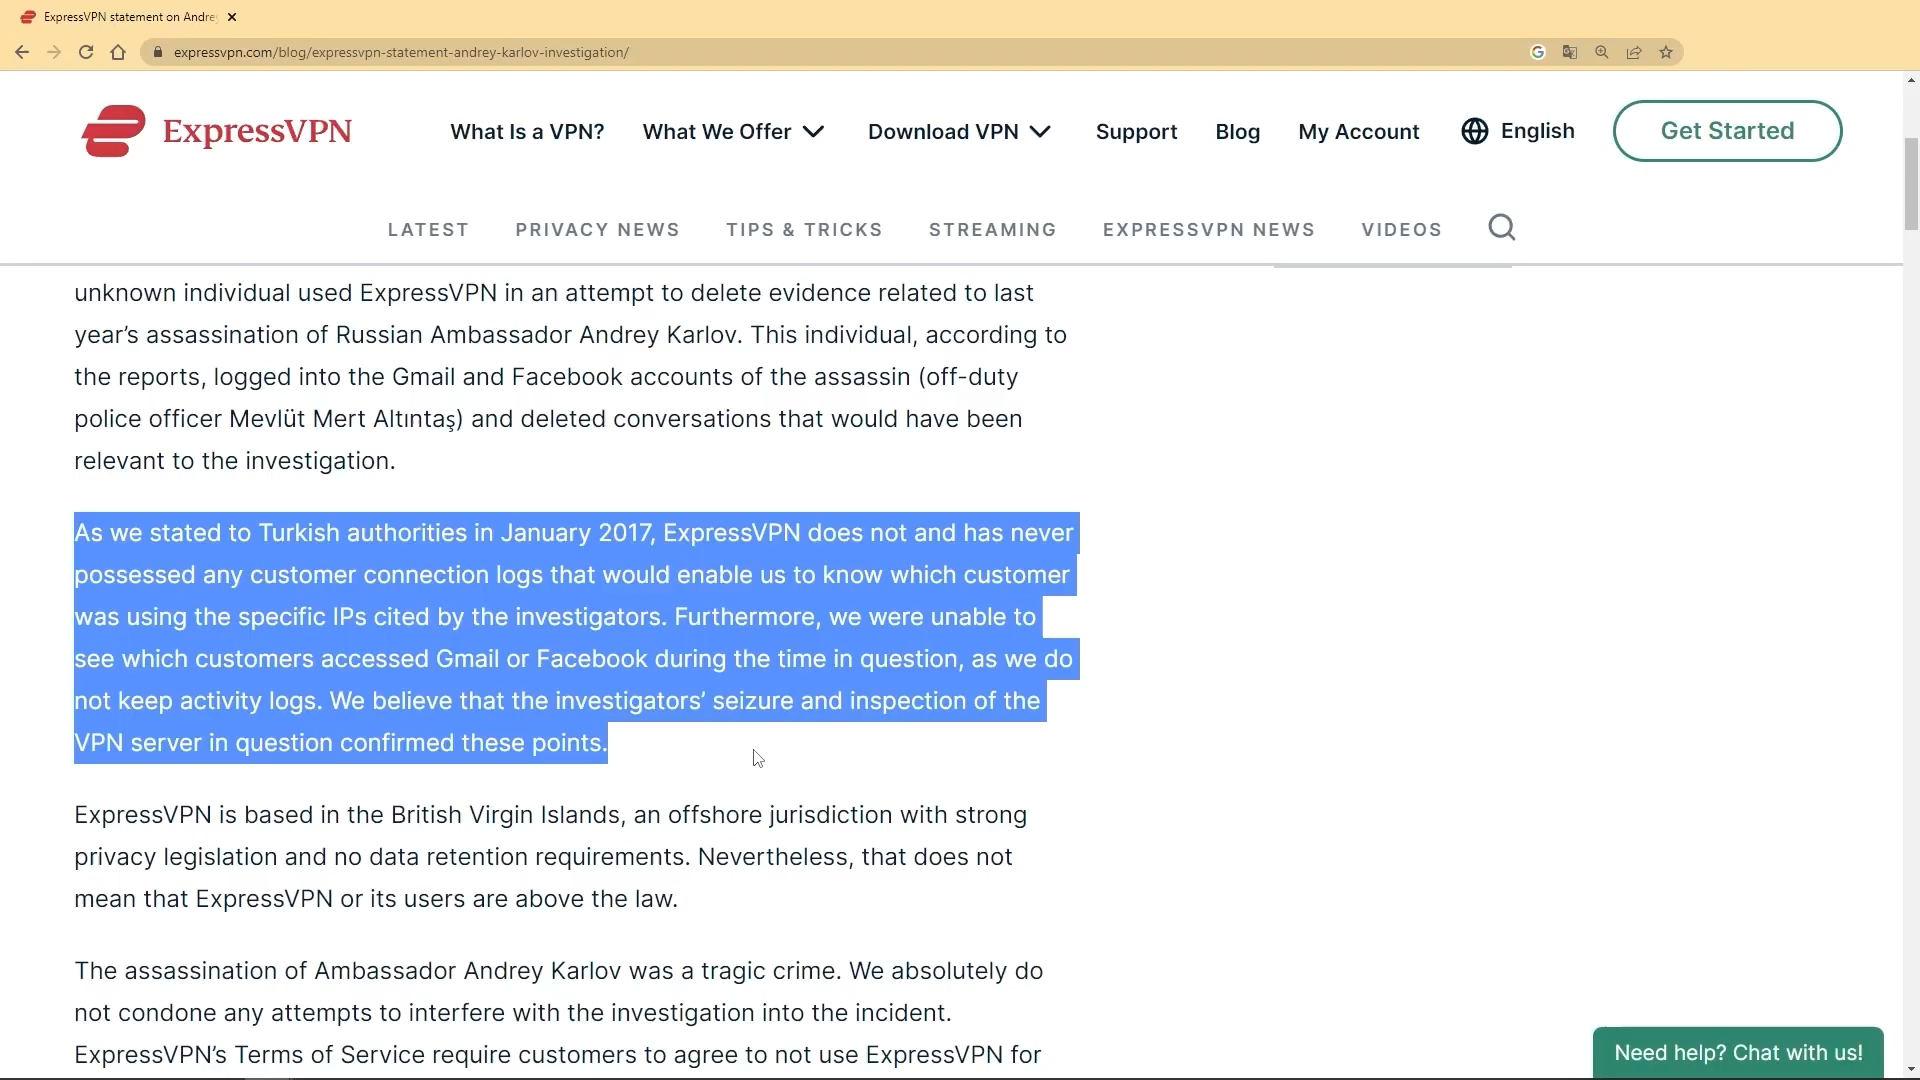 ExpressVPN statement on Andre
expressvpn.com/blog/expressvpn-statement-andrey-karlov-investigation/
ExpressVPN
What Is a VPN?
What We Offer
Download VPN
Support
Blog
My Account
English
Get Started
LATEST
PRIVACY NEWS
TIPS & TRICKS
STREAMING
EXPRESSVPN NEWS
VIDEOS
unknown individual used ExpressVPN in an attempt to delete evidence related to last
year’s assassination of Russian Ambassador Andrey Karlov. This individual, according to
the reports, logged into the Gmail and Facebook accounts of the assassin (off-duty
police officer Mevlüt Mert Altıntaş) and deleted conversations that would have been
relevant to the investigation.
As we stated to Turkish authorities in January 2017, ExpressVPN does not and has never
possessed any customer connection logs that would enable us to know which customer
was using the specific IPs cited by the investigators. Furthermore, we were unable to
see which customers accessed Gmail or Facebook during the time in question, as we do
not keep activity logs. We believe that the investigators’ seizure and inspection of the
VPN server in question confirmed these points.
ExpressVPN is based in the British Virgin Islands, an offshore jurisdiction with strong
privacy legislation and no data retention requirements. Nevertheless, that does not
mean that ExpressVPN or its users are above the law.
The assassination of Ambassador Andrey Karlov was a tragic crime. We absolutely do
not condone any attempts to interfere with the investigation into the incident.
ExpressVPN’s Terms of Service require customers to agree to not use ExpressVPN for
Need help? Chat with us!